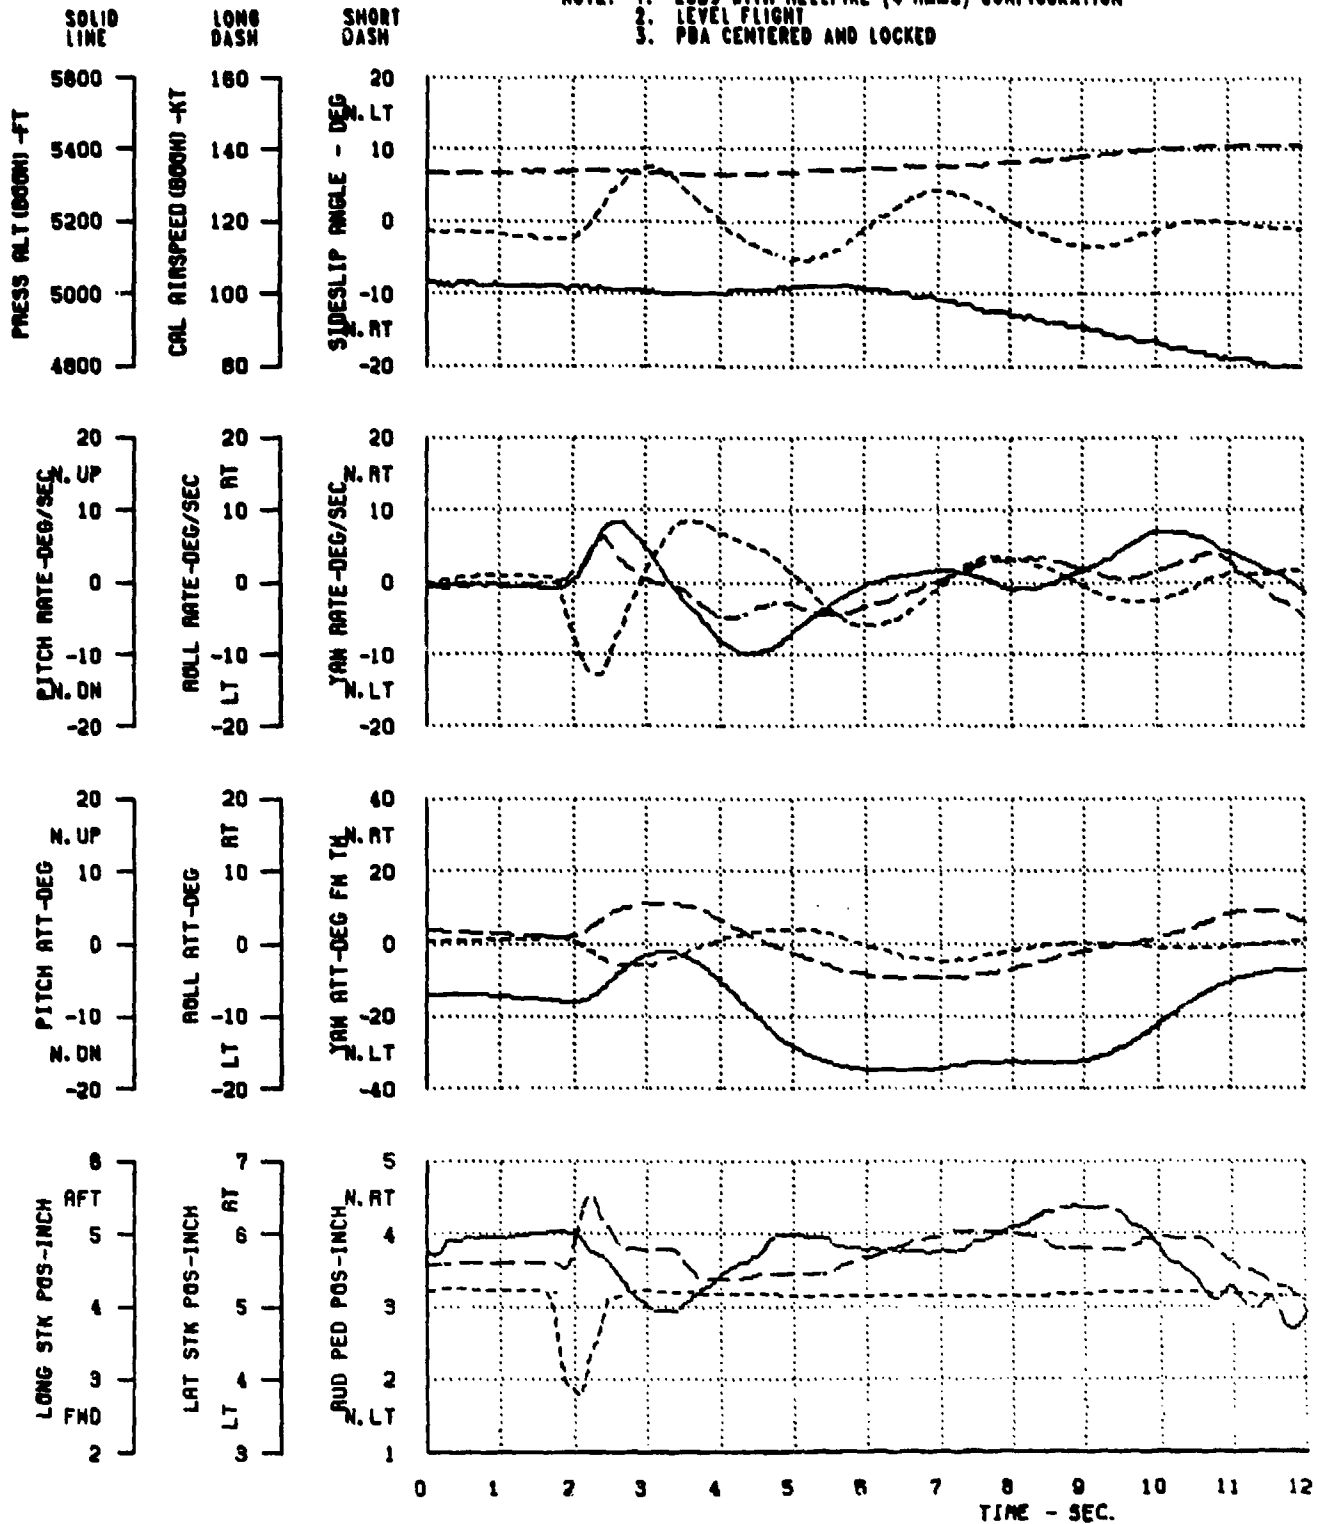 SOLID LINE
LONG DASH
SHORT DASH
2. LEVEL FLIGHT
3. PBA CENTERED AND LOCKED
PRESS ALT(BOOM) -FT
5600
5400
5200
5000
4800
CAL AIRSPEED(BOOM) -KT
160
140
120
100
80
SIDESLIP ANGLE - DEG
20
N.LT
10
0
-10
N.RT
-20
PITCH RATE-DEG/SEC
20
N.UP
10
0
-10
N.DN
-20
ROLL RATE-DEG/SEC
20
RT
10
0
-10
LT
-20
YAW RATE-DEG/SEC
20
N.RT
10
0
-10
N.LT
-20
PITCH ATT-DEG
20
N.UP
10
0
-10
N.DN
-20
ROLL ATT-DEG
20
RT
10
0
-10
LT
-20
YAW ATT-DEG FM TM
40
N.RT
20
0
-20
N.LT
-40
LONG STK POS-INCH
6
AFT
5
4
3
FWD
2
LAT STK POS-INCH
7
RT
6
5
4
LT
3
RUD PED POS-INCH
5
N.RT
4
3
2
N.LT
1
0 1 2 3 4 5 6 7 8 9 10 11 12
TIME - SEC.